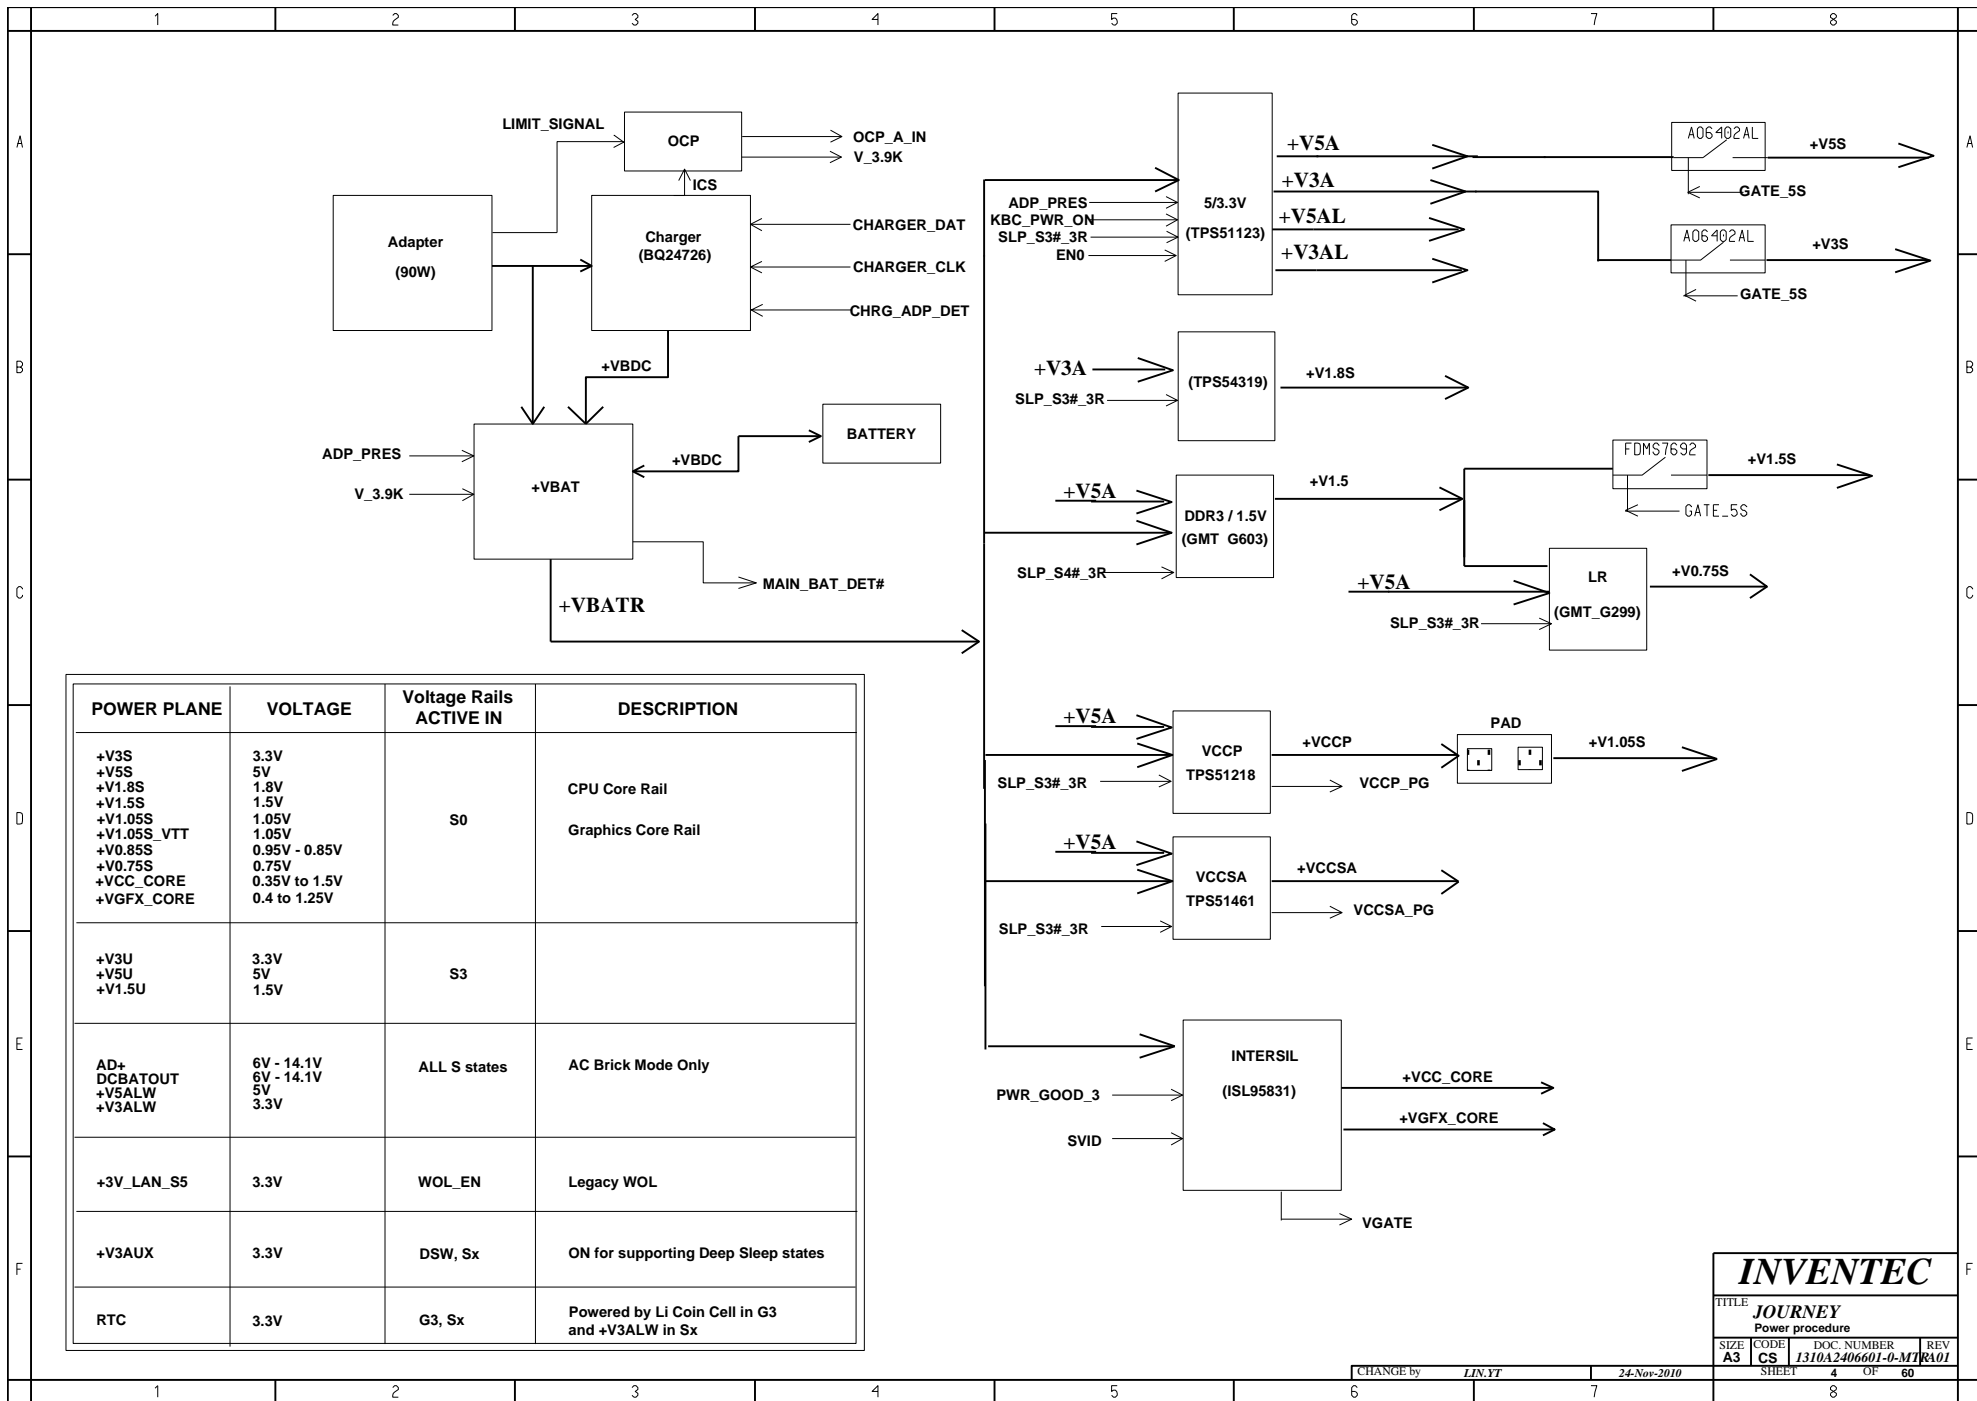 1 2 3 4 5 6 7 8
A
B
C
D
E
F
LIMIT_SIGNAL
OCP
OCP_A_IN
V_3.9K
ICS
Adapter
(90W)
Charger
(BQ24726)
CHARGER_DAT
CHARGER_CLK
CHRG_ADP_DET
+VBDC
BATTERY
+VBDC
ADP_PRES
V_3.9K
+VBAT
MAIN_BAT_DET#
+VBATR
ADP_PRES
KBC_PWR_ON
SLP_S3#_3R
EN0
5/3.3V
(TPS51123)
+V5A
+V3A
+V5AL
+V3AL
AO6402AL
+V5S
GATE_5S
AO6402AL
+V3S
GATE_5S
+V3A
SLP_S3#_3R
(TPS54319)
+V1.8S
+V5A
SLP_S4#_3R
DDR3 / 1.5V
(GMT G603)
+V1.5
FDMS7692
+V1.5S
GATE_5S
+V5A
SLP_S3#_3R
LR
(GMT_G299)
+V0.75S
+V5A
SLP_S3#_3R
VCCP
TPS51218
+VCCP
VCCP_PG
PAD
+V1.05S
+V5A
SLP_S3#_3R
VCCSA
TPS51461
+VCCSA
VCCSA_PG
PWR_GOOD_3
SVID
INTERSIL
(ISL95831)
+VCC_CORE
+VGFX_CORE
VGATE
POWER PLANE VOLTAGE Voltage Rails ACTIVE IN DESCRIPTION
+V3S 3.3V
+V5S 5V
+V1.8S 1.8V
+V1.5S 1.5V
+V1.05S 1.05V
+V1.05S_VTT 1.05V
+V0.85S 0.95V - 0.85V
+V0.75S 0.75V
+VCC_CORE 0.35V to 1.5V
+VGFX_CORE 0.4 to 1.25V
S0
CPU Core Rail
Graphics Core Rail
+V3U 3.3V
+V5U 5V
+V1.5U 1.5V
S3
AD+ 6V - 14.1V
DCBATOUT 6V - 14.1V
+V5ALW 5V
+V3ALW 3.3V
ALL S states
AC Brick Mode Only
+3V_LAN_S5 3.3V WOL_EN Legacy WOL
+V3AUX 3.3V DSW, Sx ON for supporting Deep Sleep states
RTC 3.3V G3, Sx Powered by Li Coin Cell in G3
and +V3ALW in Sx
INVENTEC
TITLE
JOURNEY
Power procedure
SIZE CODE DOC. NUMBER REV
A3 CS 1310A2406601-0-MTR A01
CHANGE by LIN.YT 24-Nov-2010 SHEET 4 OF 60
A
B
C
D
E
F
1 2 3 4 5 6 7 8